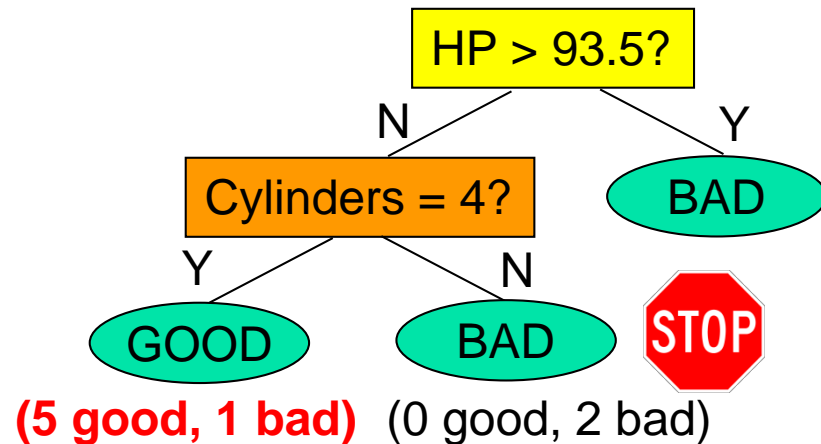 HP > 93.5?
N
Y
Cylinders = 4?
BAD
Y
N
GOOD
BAD
STOP
(5 good, 1 bad) (0 good, 2 bad)